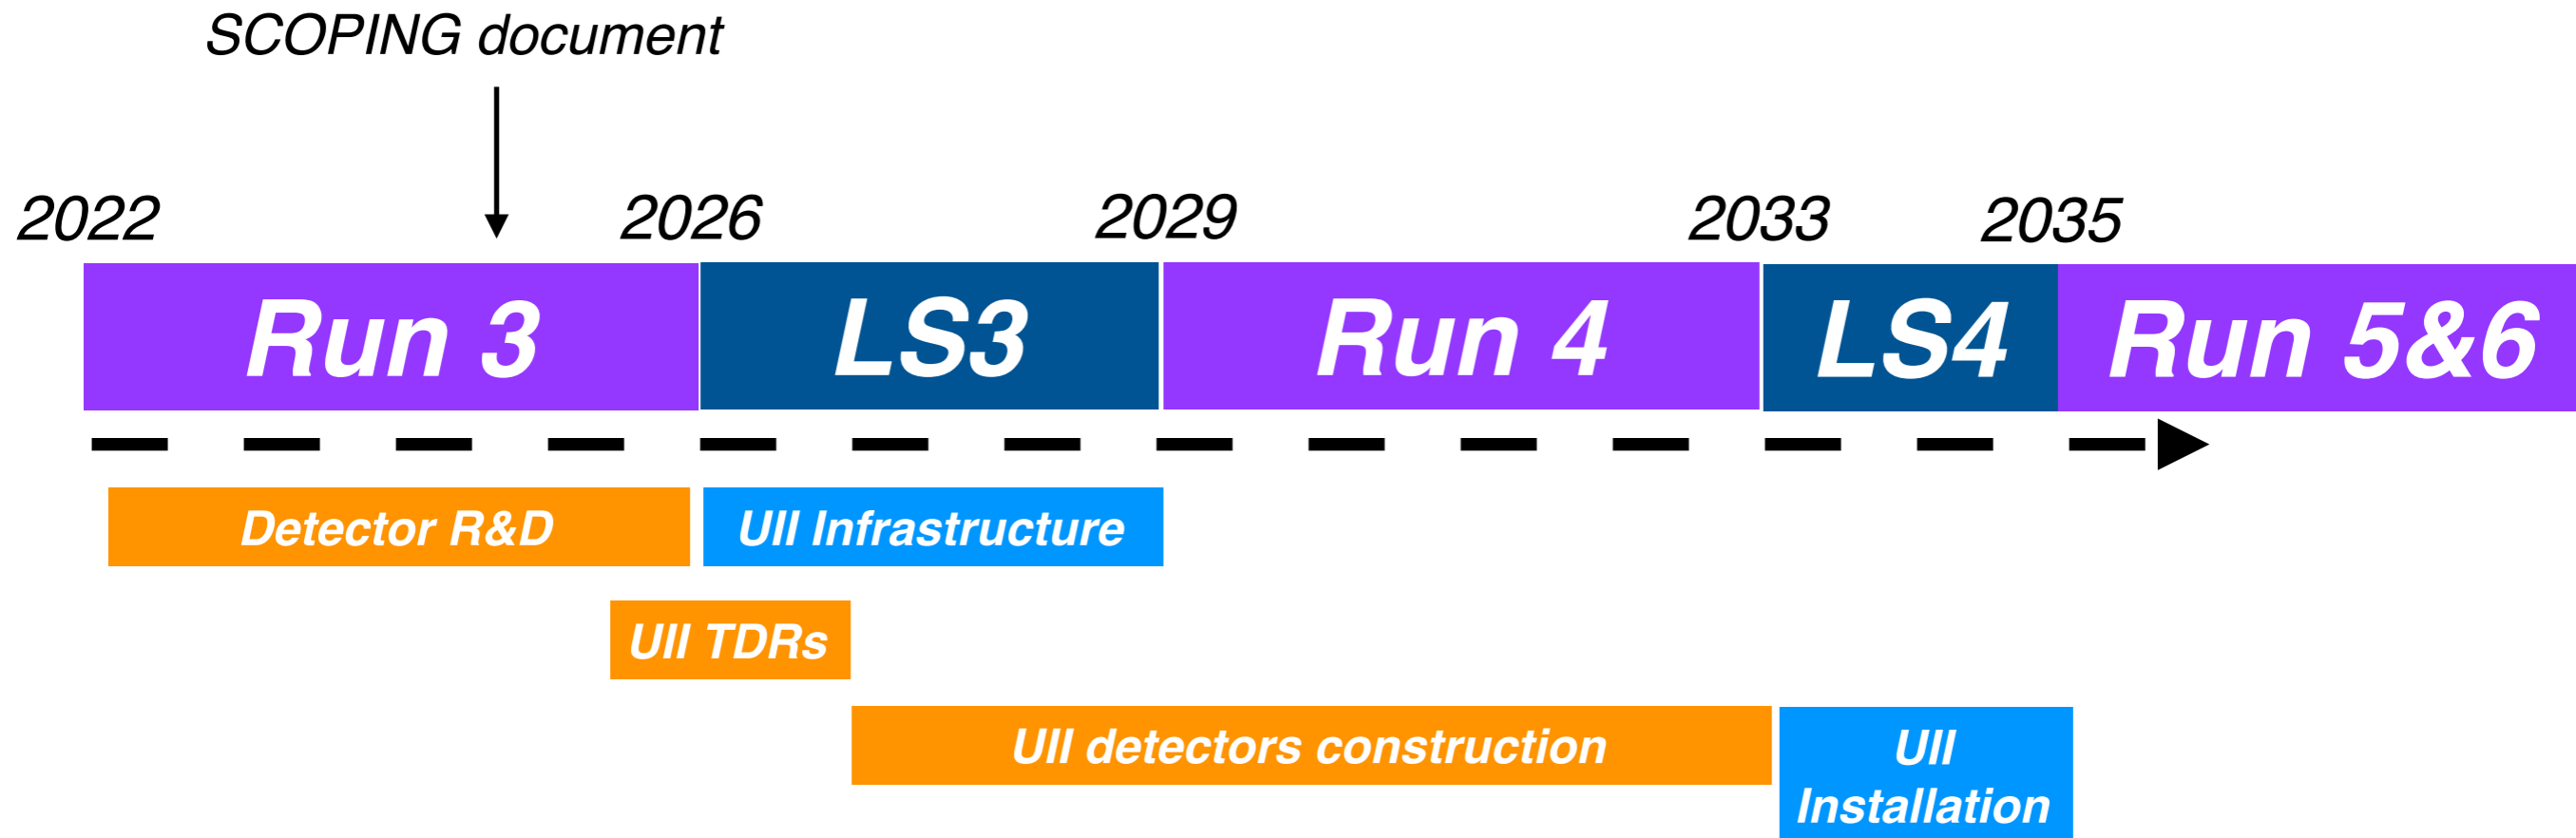 SCOPING document
2022
2026
2029
2033
2035
Run 3
LS3
Run 4
LS4
Run 5&6
Detector R&D
UII Infrastructure
UII TDRs
UII detectors construction
UII
Installation